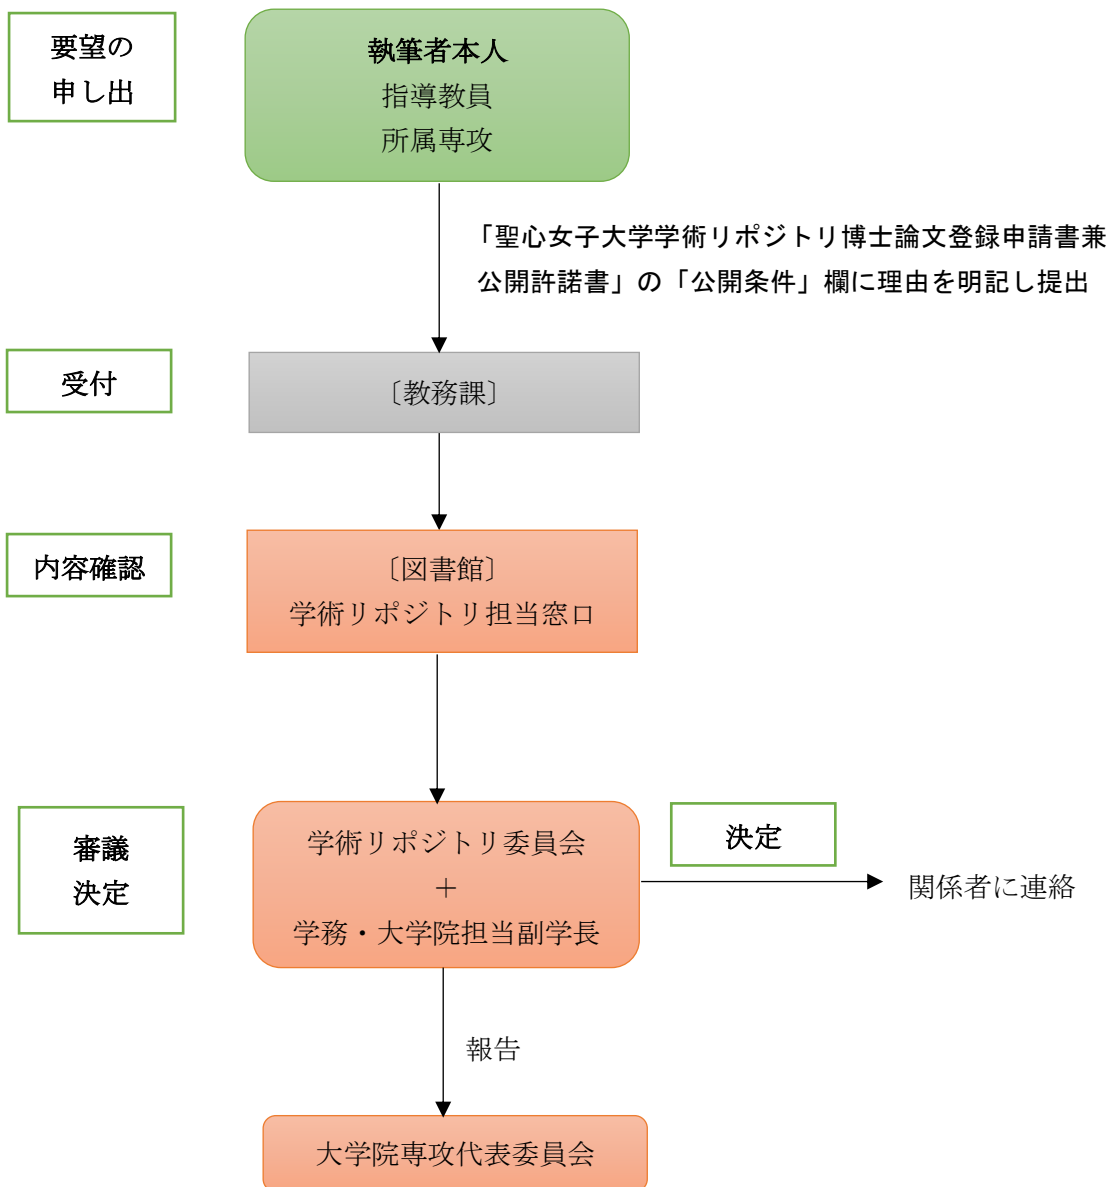 要望の
申し出
執筆者本人
指導教員
所属専攻
「聖心女子大学学術リポジトリ博士論文登録申請書兼
公開許諾書」の「公開条件」欄に理由を明記し提出
受付
〔教務課〕
内容確認
〔図書館〕
学術リポジトリ担当窓口
審議
決定
学術リポジトリ委員会
＋
学務・大学院担当副学長
決定
関係者に連絡
報告
大学院専攻代表委員会